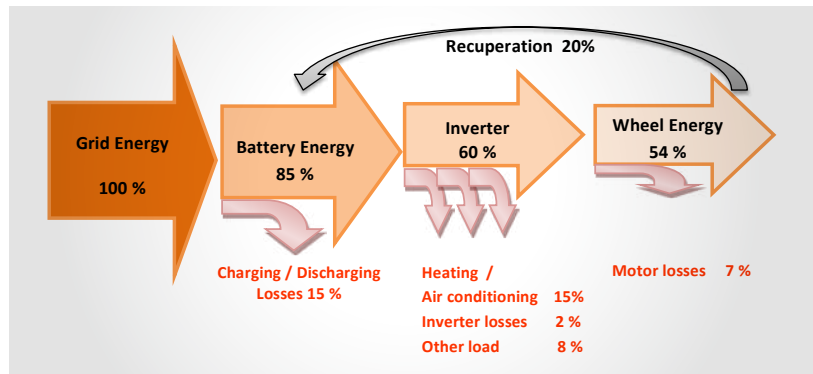 Recuperation 20%
Grid Energy
100 %
Battery Energy
85 %
Inverter
60 %
Wheel Energy
54 %
Charging / Discharging
Losses 15 %
Heating /
Air conditioning 15%
Inverter losses 2 %
Other load 8 %
Motor losses 7 %